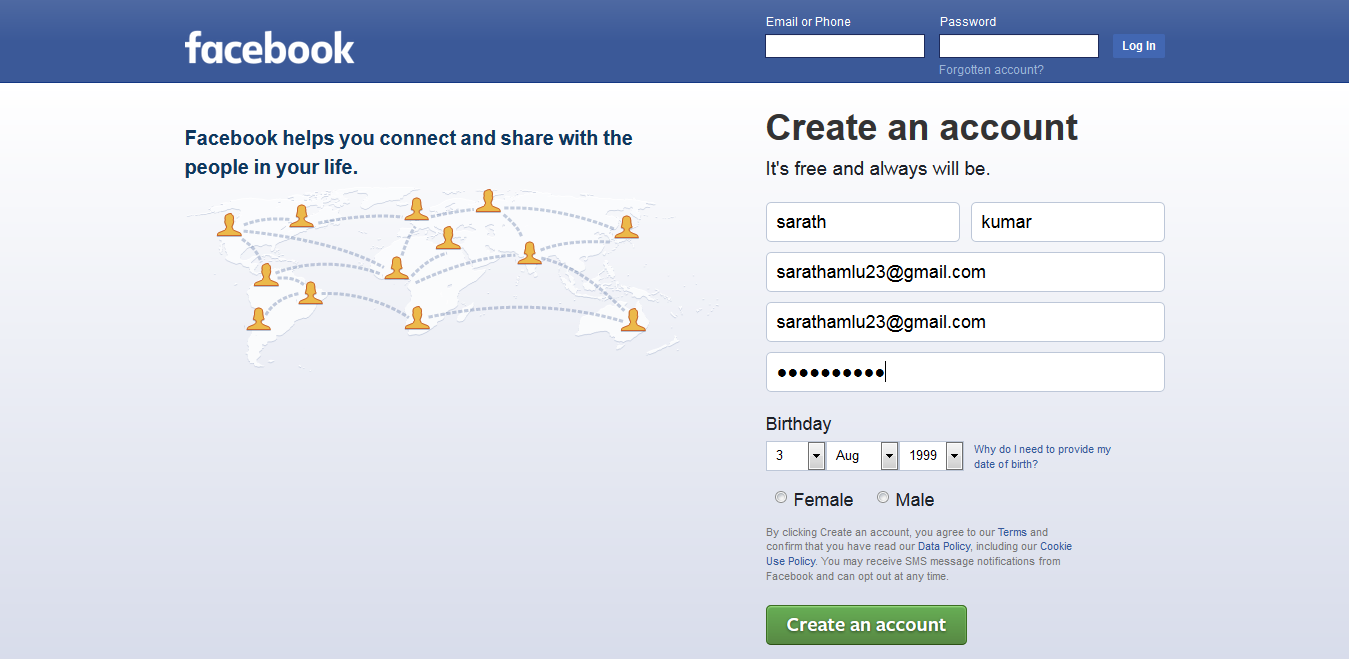 facebook
Email or Phone
Password
Log In
Forgotten account?
Facebook helps you connect and share with the
people in your life.
Create an account
It's free and always will be.
sarath
kumar
sarathamlu23@gmail.com
sarathamlu23@gmail.com
••••••••••
Birthday
3
Aug
1999
Why do I need to provide my
date of birth?
Female
Male
By clicking Create an account, you agree to our Terms and
confirm that you have read our Data Policy, including our Cookie
Use Policy. You may receive SMS message notifications from
Facebook and can opt out at any time.
Create an account